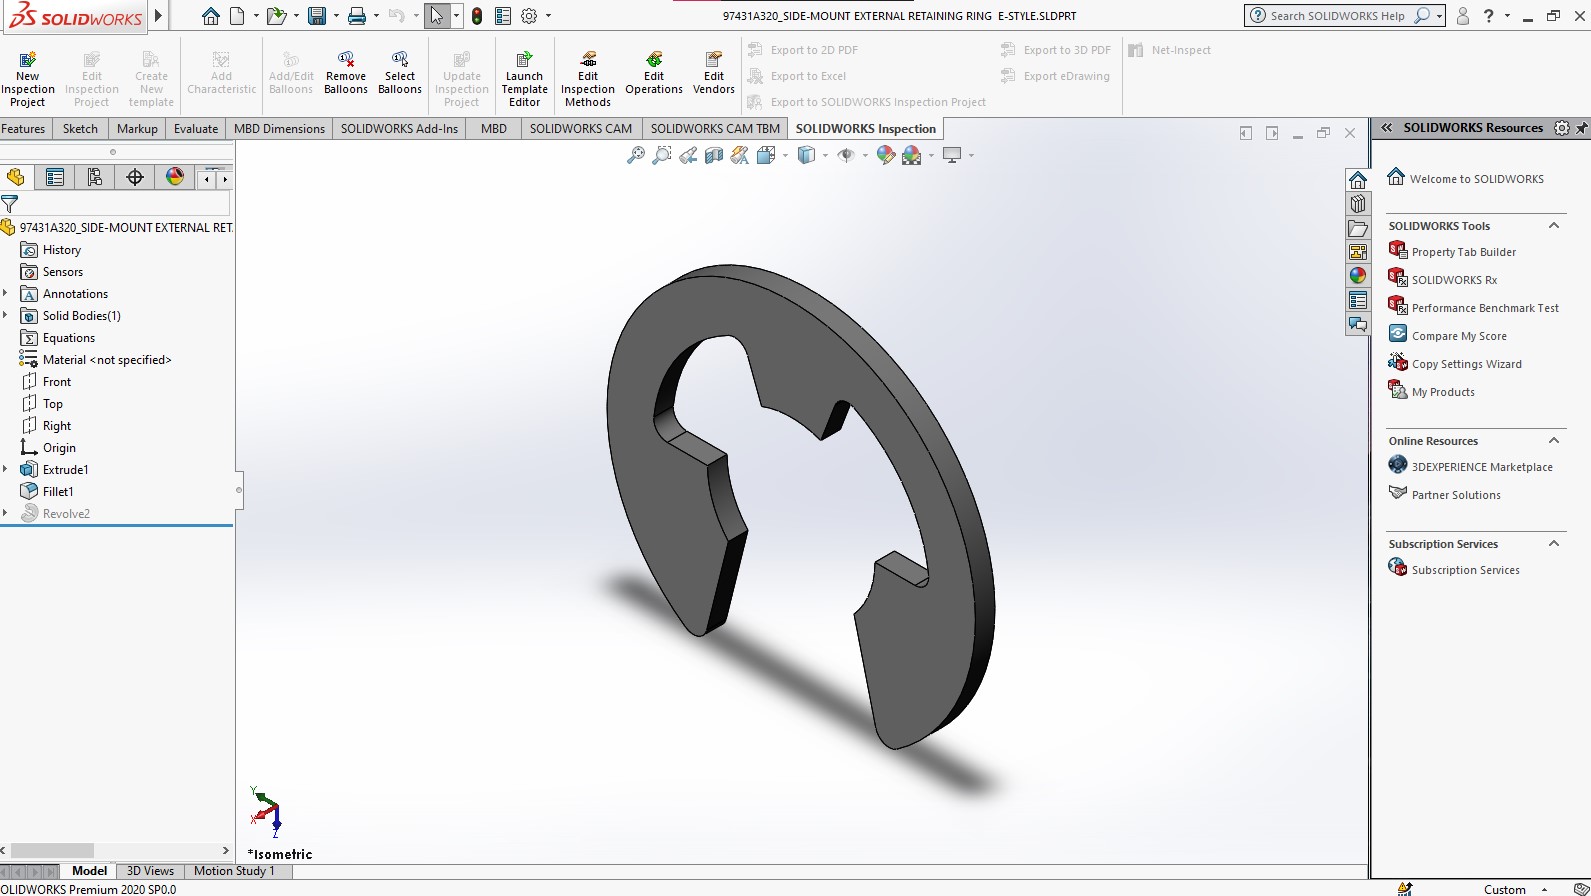 SOLIDWORKS
97431A320_SIDE-MOUNT EXTERNAL RETAINING RING  E-STYLE.SLDPRT
Search SOLIDWORKS Help
?
New Inspection Project
Edit Inspection Project
Create New template
Add Characteristic
Add/Edit Balloons
Remove Balloons
Select Balloons
Update Inspection Project
Launch Template Editor
Edit Inspection Methods
Edit Operations
Edit Vendors
Export to 2D PDF
Export to Excel
Export to SOLIDWORKS Inspection Project
Export to 3D PDF
Export eDrawing
Net-Inspect
Features
Sketch
Markup
Evaluate
MBD Dimensions
SOLIDWORKS Add-Ins
MBD
SOLIDWORKS CAM
SOLIDWORKS CAM TBM
SOLIDWORKS Inspection
97431A320_SIDE-MOUNT EXTERNAL RET
History
Sensors
Annotations
Solid Bodies(1)
Equations
Material <not specified>
Front
Top
Right
Origin
Extrude1
Fillet1
Revolve2
Y
X
Z
*Isometric
SOLIDWORKS Resources
Welcome to SOLIDWORKS
SOLIDWORKS Tools
Property Tab Builder
SOLIDWORKS Rx
Performance Benchmark Test
Compare My Score
Copy Settings Wizard
My Products
Online Resources
3DEXPERIENCE Marketplace
Partner Solutions
Subscription Services
Subscription Services
Model
3D Views
Motion Study 1
OLIDWORKS Premium 2020 SP0.0
Custom